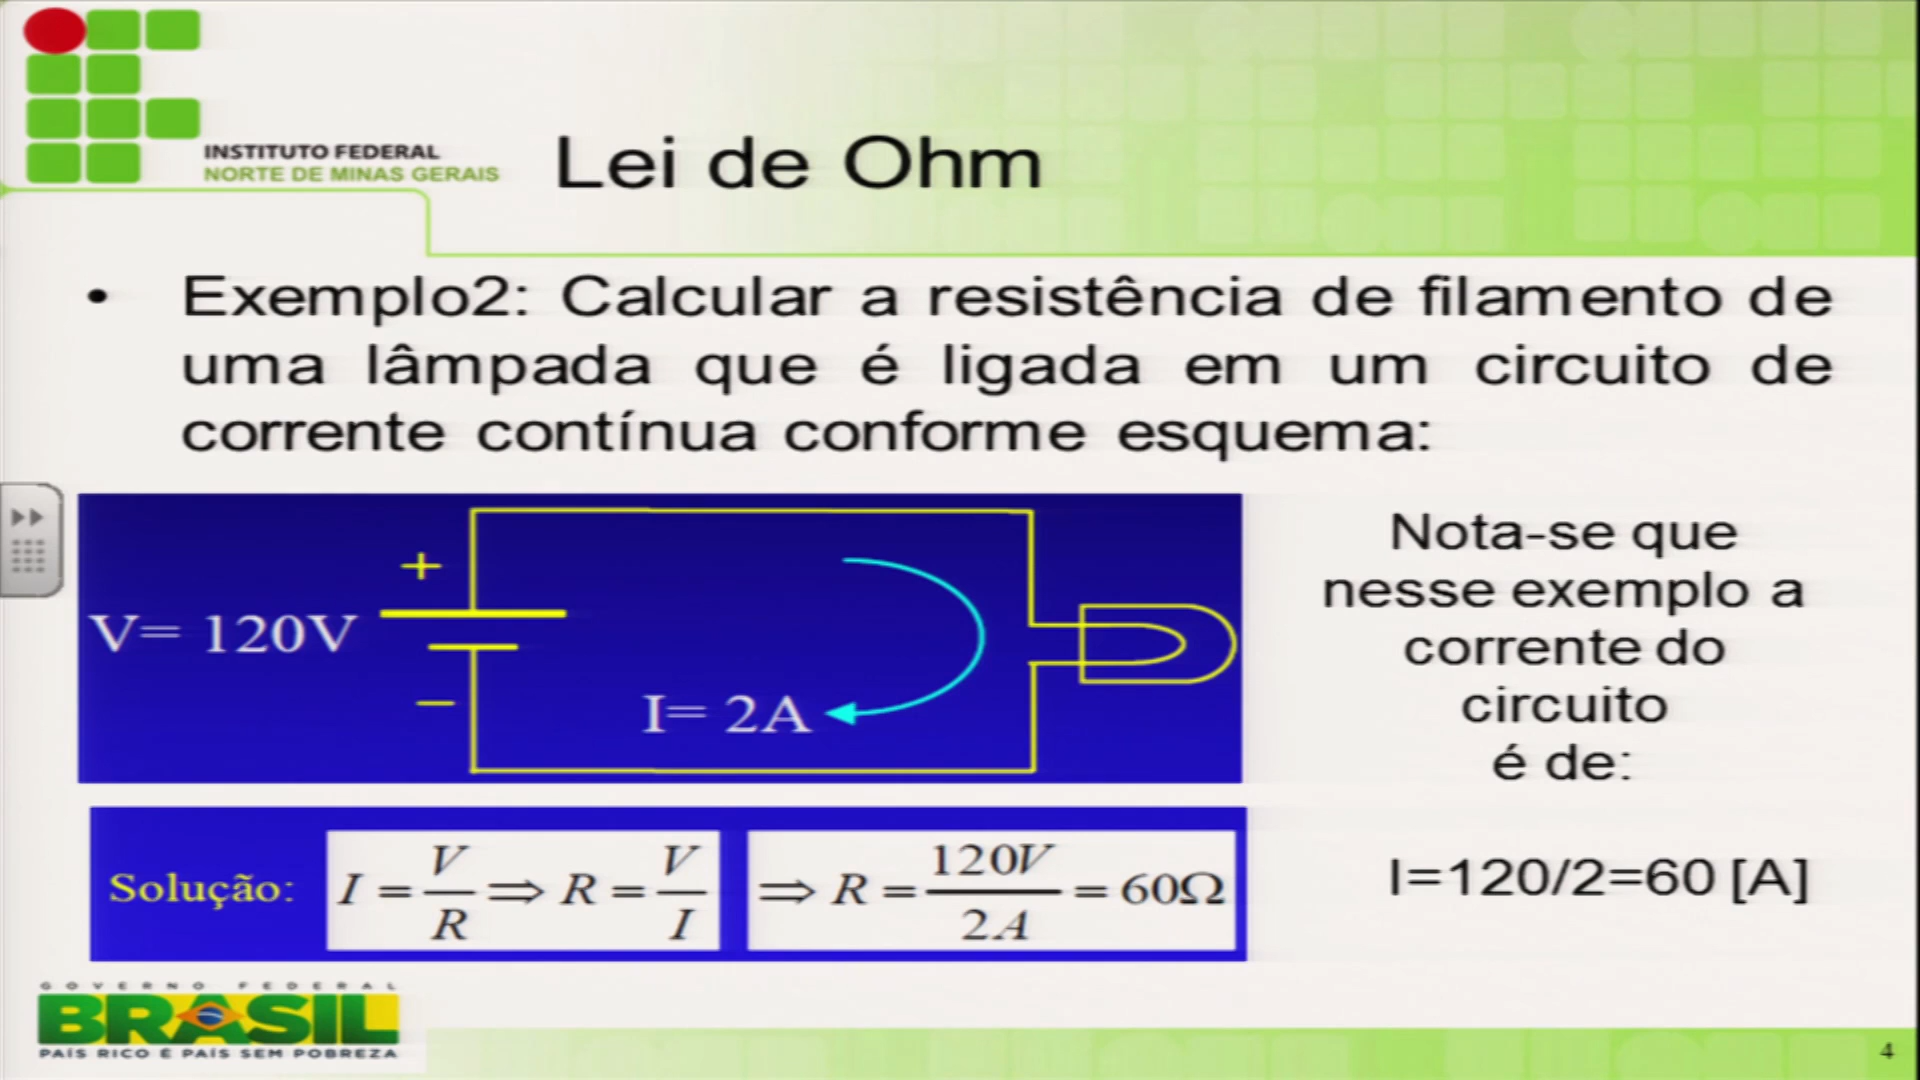 INSTITUTO FEDERAL
NORTE DE MINAS GERAIS
Lei de Ohm
• Exemplo2: Calcular a resistência de filamento de
uma lâmpada que é ligada em um circuito de
corrente contínua conforme esquema:
+
V= 120V
−
I= 2A
Nota-se que
nesse exemplo a
corrente do
circuito
é de:
I=120/2=60 [A]
Solução: I = V/R ⇒ R = V/I ⇒ R = 120V/2A = 60Ω
GOVERNO FEDERAL
BRASIL
PAÍS RICO É PAÍS SEM POBREZA
4